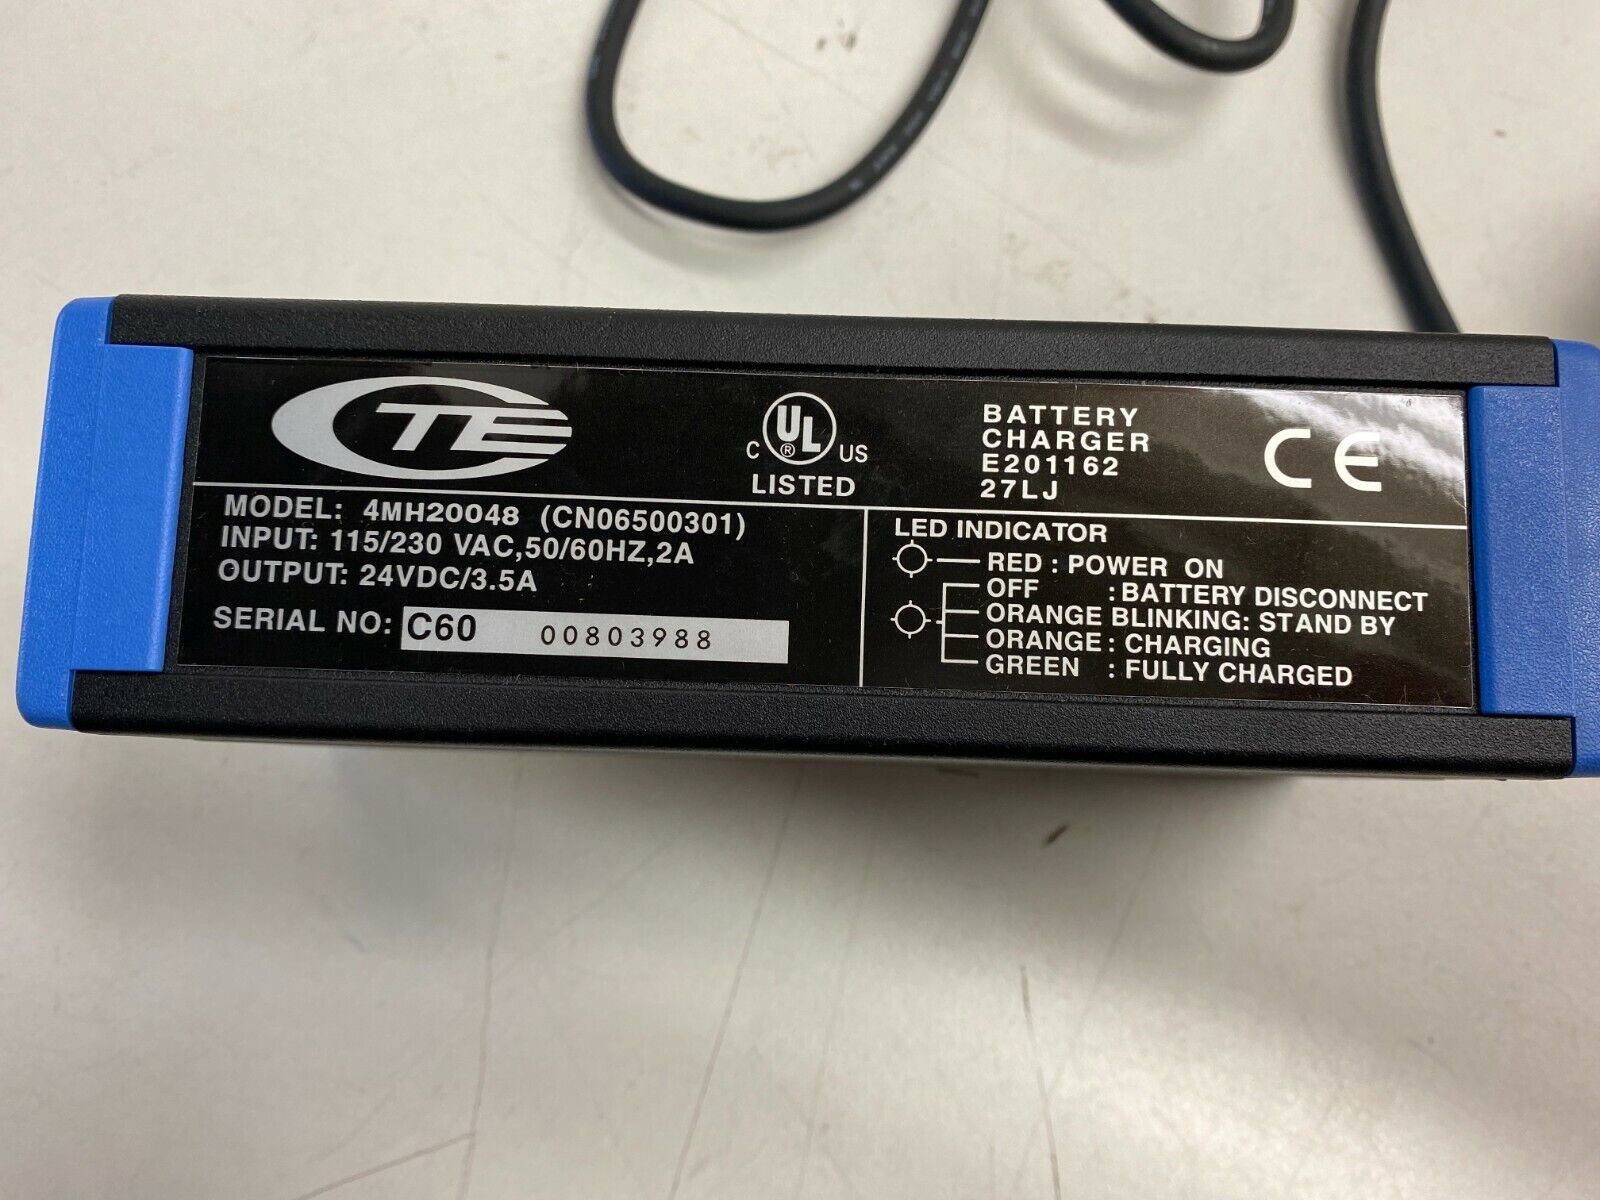 CTE
C UL ® US
LISTED
BATTERY
CHARGER
E201162
27LJ
CE
MODEL: 4MH20048 (CN06500301)
INPUT: 115/230 VAC,50/60HZ,2A
OUTPUT: 24VDC/3.5A
SERIAL NO: C60 00803988
LED INDICATOR
RED : POWER ON
OFF : BATTERY DISCONNECT
ORANGE BLINKING: STAND BY
ORANGE : CHARGING
GREEN : FULLY CHARGED